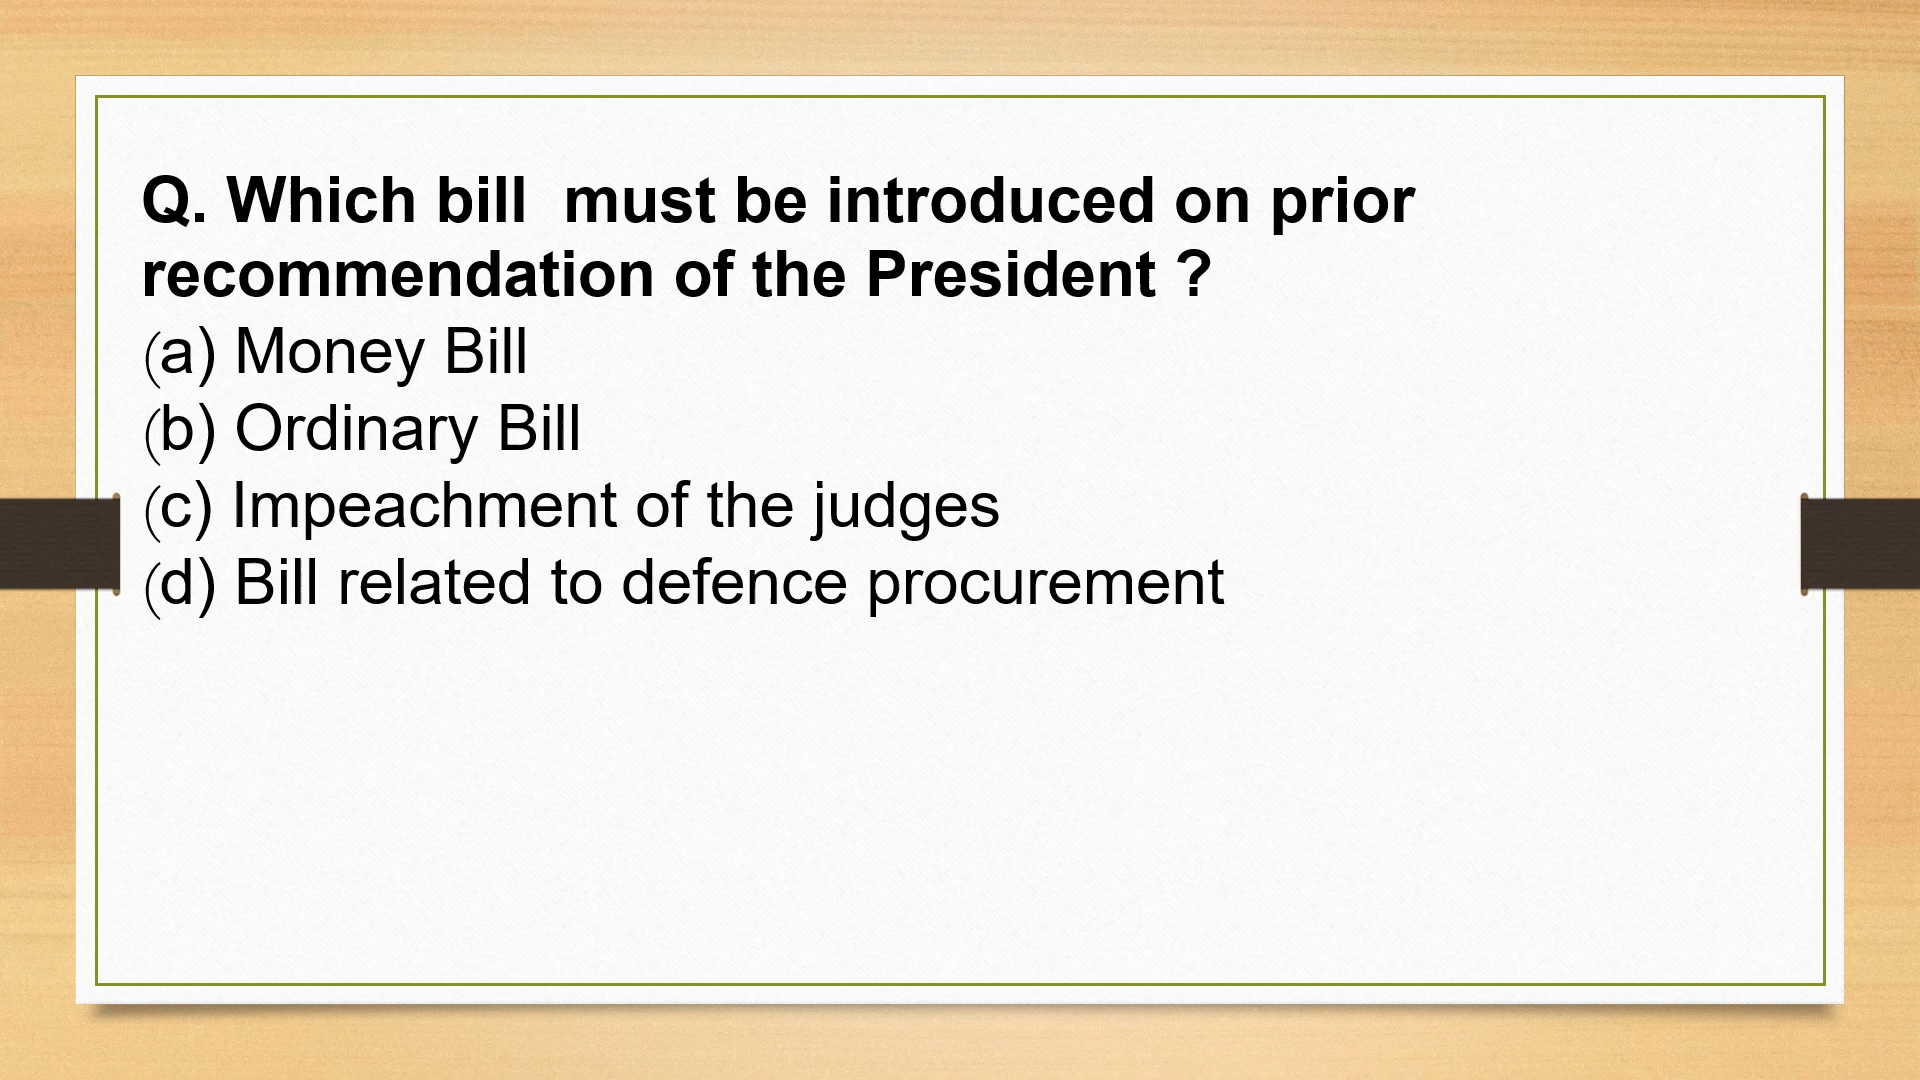 Q. Which bill  must be introduced on prior
recommendation of the President ?
(a) Money Bill
(b) Ordinary Bill
(c) Impeachment of the judges
(d) Bill related to defence procurement